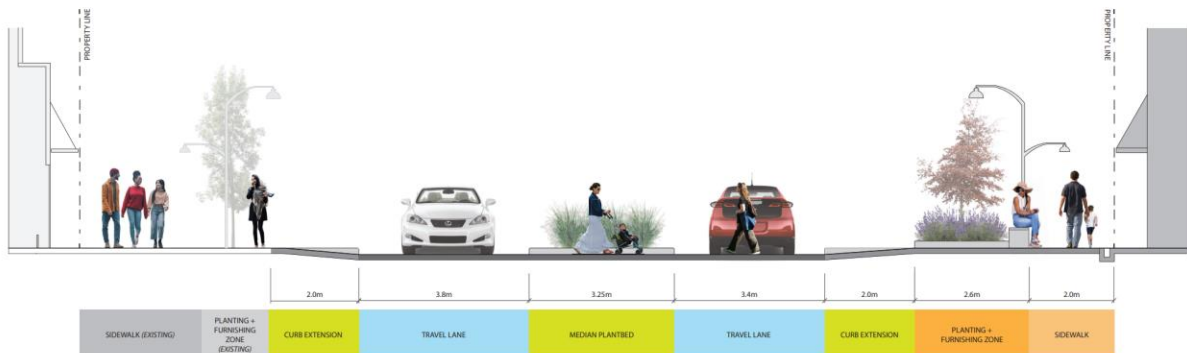 PROPERTY LINE
PROPERTY LINE
2.0m
3.8m
3.25m
3.4m
2.0m
2.6m
2.0m
SIDEWALK (EXISTING)
PLANTING +
FURNISHING
ZONE
(EXISTING)
CURB EXTENSION
TRAVEL LANE
MEDIAN PLANTBED
TRAVEL LANE
CURB EXTENSION
PLANTING +
FURNISHING ZONE
SIDEWALK